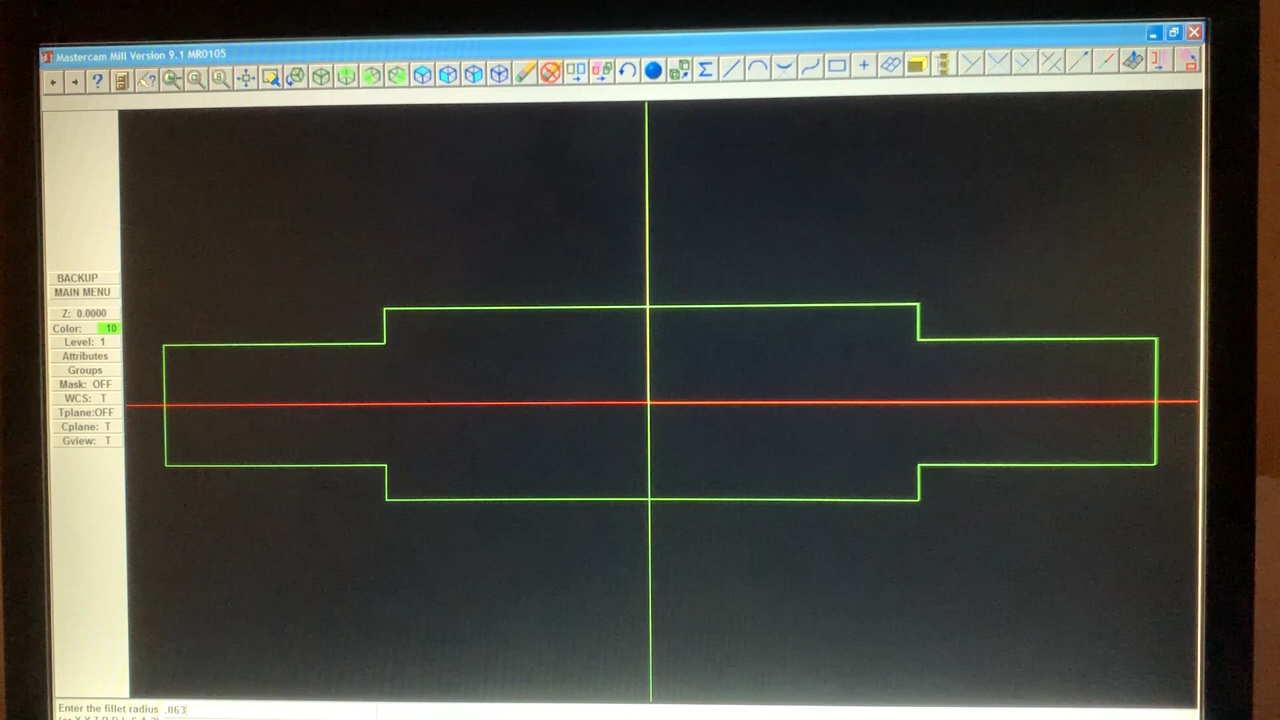 Mastercam Mill Version 9.1 MR0105
BACKUP
MAIN MENU
Z: 0.0000
Color: 10
Level: 1
Attributes
Groups
Mask: OFF
WCS: T
Tplane:OFF
Cplane: T
Gview: T
Enter the fillet radius .063